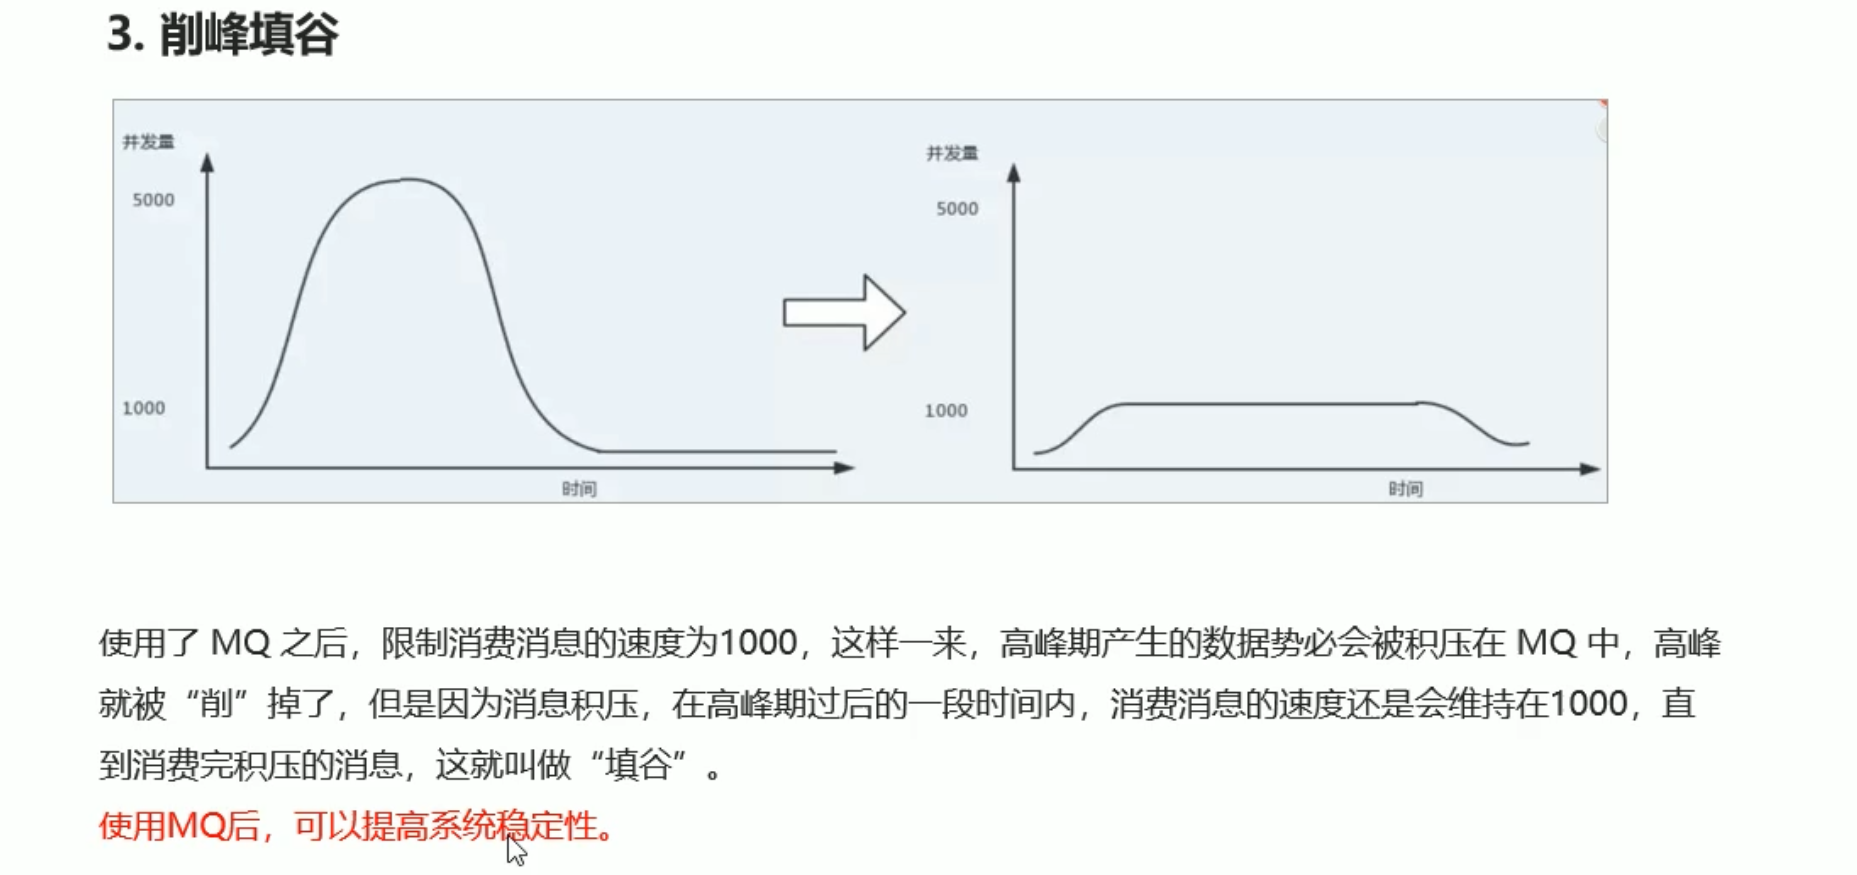 3. 削峰填谷
并发量
5000
1000
时间
并发量
5000
1000
时间
使用了 MQ 之后，限制消费消息的速度为1000，这样一来，高峰期产生的数据势必会被积压在 MQ 中，高峰
就被“削”掉了，但是因为消息积压，在高峰期过后的一段时间内，消费消息的速度还是会维持在1000，直
到消费完积压的消息，这就叫做“填谷”。
使用MQ后，可以提高系统稳定性。